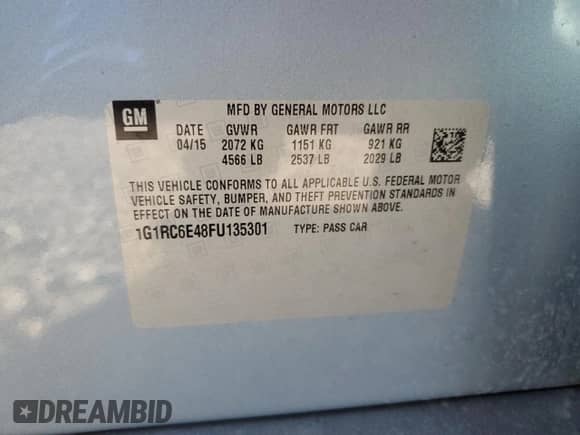 GM
MFD BY GENERAL MOTORS LLC
DATE GVWR GAWR FRT GAWR RR
04/15 2072 KG 1151 KG 921 KG
4566 LB 2537 LB 2029 LB
THIS VEHICLE CONFORMS TO ALL APPLICABLE U.S. FEDERAL MOTOR
VEHICLE SAFETY, BUMPER, AND THEFT PREVENTION STANDARDS IN
EFFECT ON THE DATE OF MANUFACTURE SHOWN ABOVE.
1G1RC6E48FU135301 TYPE: PASS CAR
DREAMBID